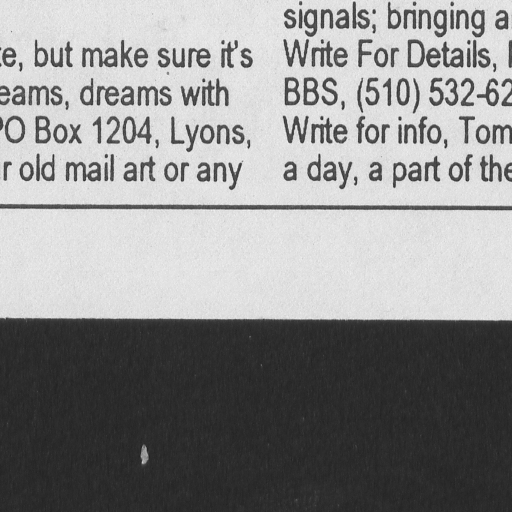 te, but make sure it's
eams, dreams with
PO Box 1204, Lyons,
r old mail art or any
signals; bringing a
Write For Details,
BBS, (510) 532-62
Write for info, Tom
a day, a part of the